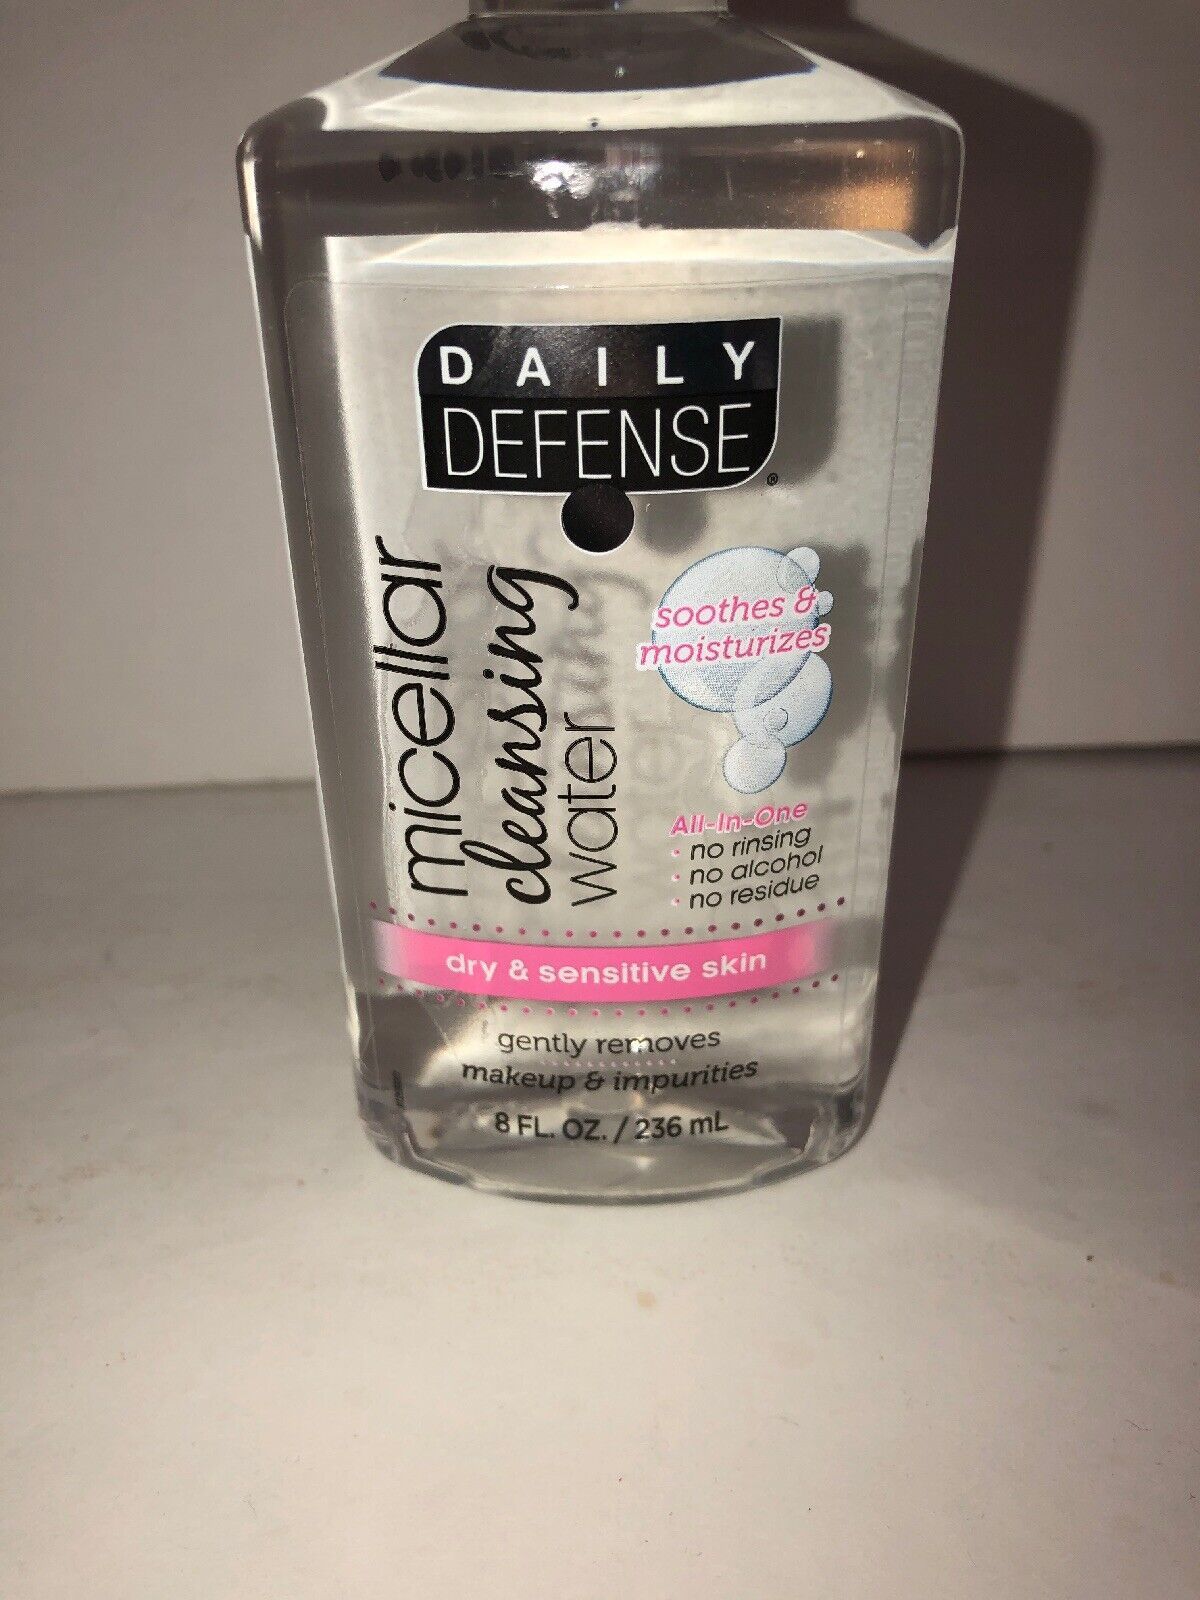 DAILY
DEFENSE®
micellar
cleansing
water
soothes &
moisturizes
All-In-One
• no rinsing
• no alcohol
• no residue
dry & sensitive skin
gently removes
makeup & impurities
8 FL. OZ. / 236 mL